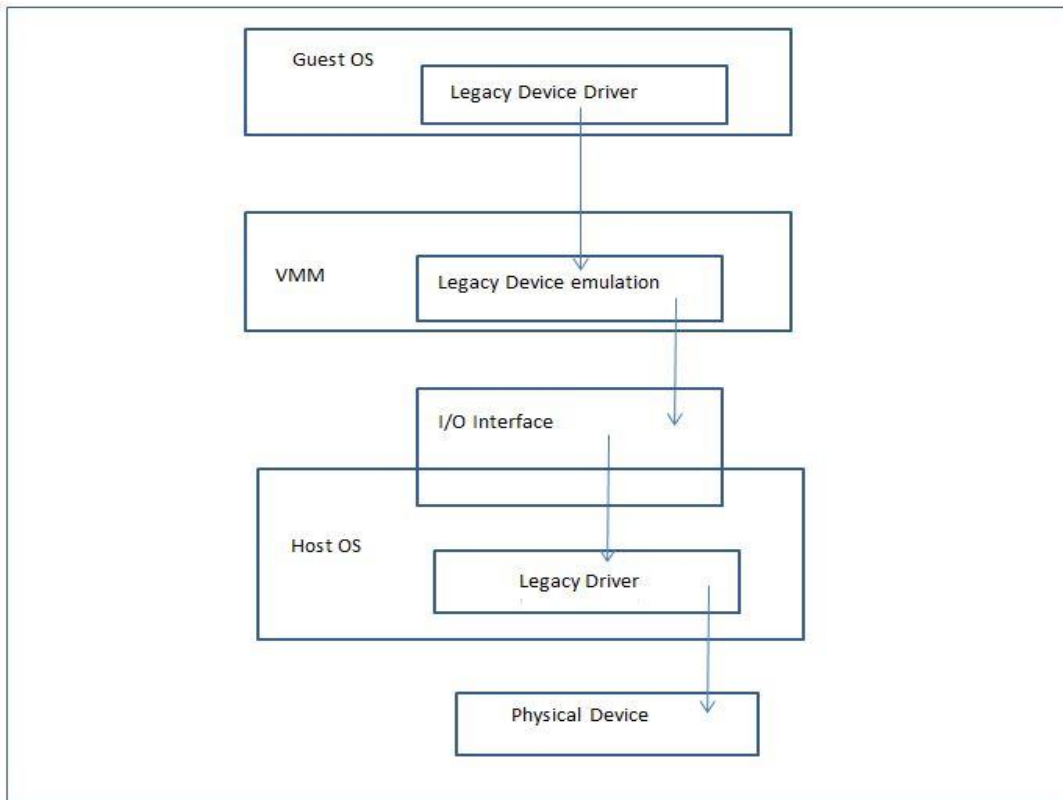 Guest OS
Legacy Device Driver
VMM
Legacy Device emulation
I/O Interface
Host OS
Legacy Driver
Physical Device